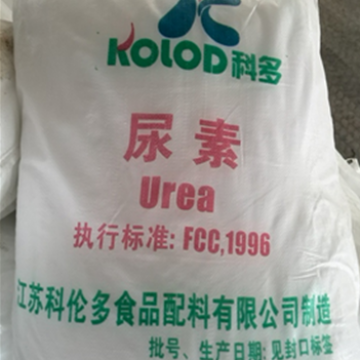 KOLOD科多
尿素
Urea
执行标准: FCC,1996
江苏科伦多食品配料有限公司制造
批号、生产日期: 见封口标签